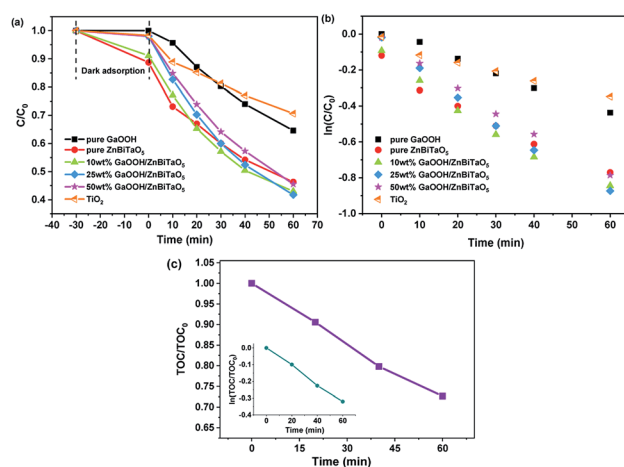 (a)
1.0
0.9
0.8
0.7
0.6
0.5
0.4
C/C₀
Dark adsorption
pure GaOOH
pure ZnBiTaO₅
10wt% GaOOH/ZnBiTaO₅
25wt% GaOOH/ZnBiTaO₅
50wt% GaOOH/ZnBiTaO₅
TiO₂
-40 -30 -20 -10 0 10 20 30 40 50 60 70
Time (min)
(b)
0.0
-0.2
-0.4
-0.6
-0.8
-1.0
ln(C/C₀)
pure GaOOH
pure ZnBiTaO₅
10wt% GaOOH/ZnBiTaO₅
25wt% GaOOH/ZnBiTaO₅
50wt% GaOOH/ZnBiTaO₅
TiO₂
0 10 20 30 40 50 60
Time (min)
(c)
1.05
1.00
0.95
0.90
0.85
0.80
0.75
0.70
0.65
TOC/TOC₀
0.1
0.0
-0.1
-0.2
-0.3
-0.4
ln(TOC/TOC₀)
0 20 40 60
Time (min)
0 15 30 45 60
Time (min)